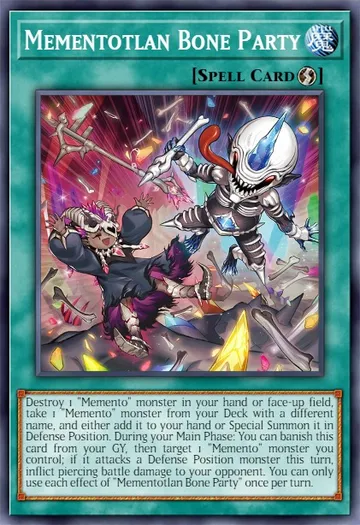 Mementotlan Bone Party
魔
[Spell Card]
Destroy 1 "Memento" monster in your hand or face-up field,
take 1 "Memento" monster from your Deck with a different
name, and either add it to your hand or Special Summon it in
Defense Position. During your Main Phase: You can banish this
card from your GY, then target 1 "Memento" monster you
control; if it attacks a Defense Position monster this turn,
inflict piercing battle damage to your opponent. You can only
use each effect of "Mementotlan Bone Party" once per turn.